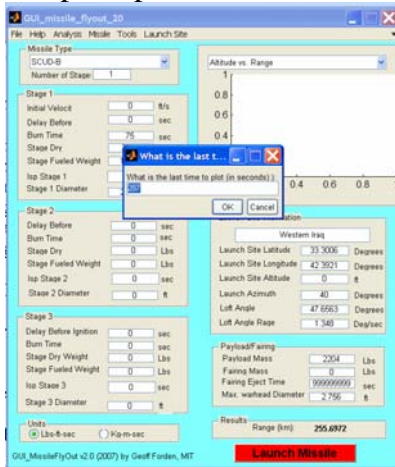 GUI_missile_flyout_20
File Help Analysis Missile Tools Launch Site
Missile Type
SCUD-B
Number of Stage 1
Altitude vs. Range
1
0.8
0.6
0.4
Stage 1
Initial Velocit 0 ft/s
Delay Before 0 sec
Burn Time 75 sec
Stage Dry
Stage Fueled Weight
Isp Stage 1
Stage 1 Diameter
What is the last t...
What is the last time to plot (in seconds):
OK Cancel
0.4 0.6 0.8
Stage 2
Delay Before 0 sec
Burn Time 0 sec
Stage Dry 0 Lbs
Stage Fueled Weight 0 Lbs
Isp Stage 2 0 sec
Stage 2 Diameter 0 ft
Western Iraq
Launch Site Latitude 33.3006 Degrees
Launch Site Longitude 42.3921 Degrees
Launch Site Altitude 0 ft
Launch Azimuth 40 Degrees
Loft Angle 47.6563 Degrees
Loft Angle Rage 1.348 Deg/sec
Stage 3
Delay Before Ignition 0 sec
Burn Time 0 sec
Stage Dry Weight 0 Lbs
Stage Fueled Weight 0 Lbs
Isp Stage 3 0 sec
Stage 3 Diameter 0 ft
Payload/Fairing
Payload Mass 2204 Lbs
Fairing Mass 0 Lbs
Fairing Eject Time 999999999 sec
Max. warhead Diameter 2.756 ft
Units
Lbs-ft-sec Kg-m-sec
Results
Range (km): 255.6972
GUI_MissileFlyOut v2.0 (2007) by Geoff Forden, MIT
Launch Missile